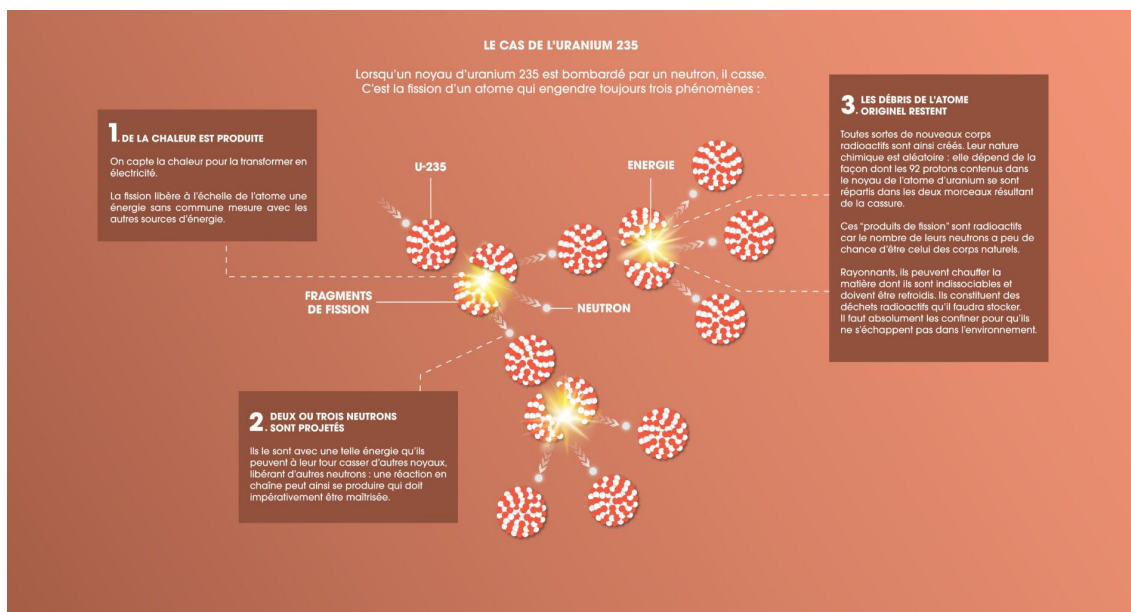 LE CAS DE L'URANIUM 235
Lorsqu'un noyau d'uranium 235 est bombardé par un neutron, il casse.
C'est la fission d'un atome qui engendre toujours trois phénomènes :
1. DE LA CHALEUR EST PRODUITE
On capte la chaleur pour la transformer en
électricité.
La fission libère à l'échelle de l'atome une
énergie sans commune mesure avec les
autres sources d'énergie.
U-235
ENERGIE
FRAGMENTS
DE FISSION
NEUTRON
2. DEUX OU TROIS NEUTRONS
SONT PROJETÉS
Ils le sont avec une telle énergie qu'ils
peuvent à leur tour casser d'autres noyaux,
libérant d'autres neutrons : une réaction en
chaîne peut ainsi se produire qui doit
impérativement être maîtrisée.
3. LES DÉBRIS DE L'ATOME
ORIGINEL RESTENT
Toutes sortes de nouveaux corps
radioactifs sont ainsi créés. Leur nature
chimique est aléatoire : elle dépend de la
façon dont les 92 protons contenus dans
le noyau de l'atome d'uranium se sont
répartis dans les deux morceaux résultant
de la cassure.
Ces "produits de fission" sont radioactifs
car le nombre de leurs neutrons a peu de
chance d'être celui des corps naturels.
Rayonnants, ils peuvent chauffer la
matière dont ils sont indissociables et
doivent être refroidis. Ils constituent des
déchets radioactifs qu'il faudra stocker.
Il faut absolument les confiner pour qu'ils
ne s'échappent pas dans l'environnement.